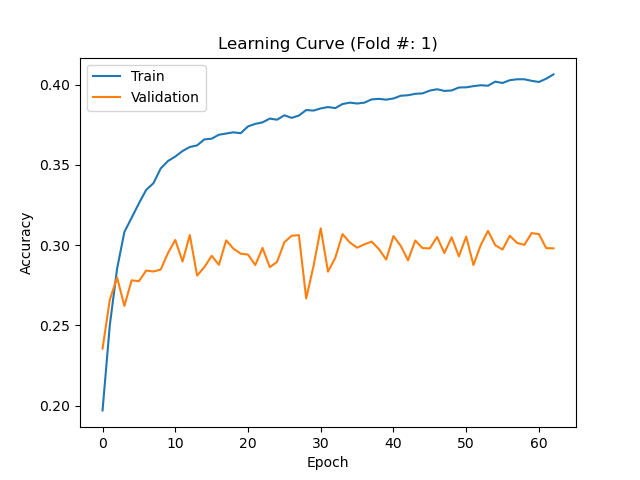 Learning Curve (Fold #: 1)
Train
Validation
Accuracy
0.40
0.35
0.30
0.25
0.20
0 10 20 30 40 50 60
Epoch